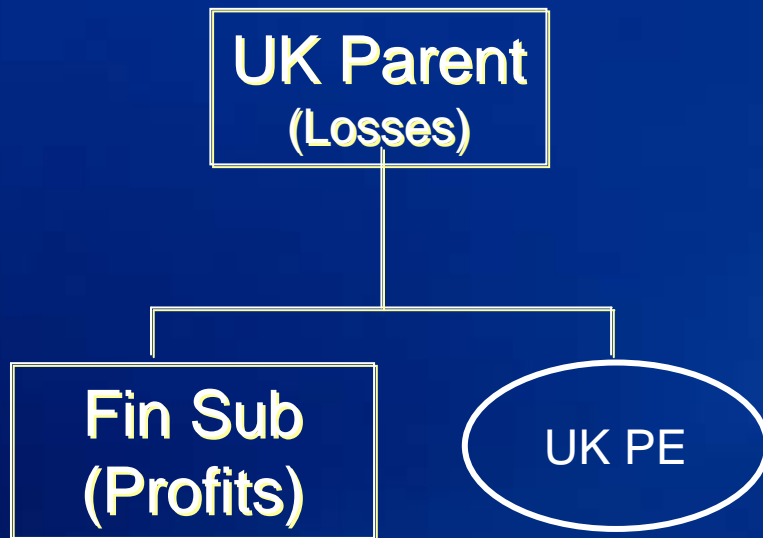 UK Parent
(Losses)
Fin Sub
(Profits)
UK PE